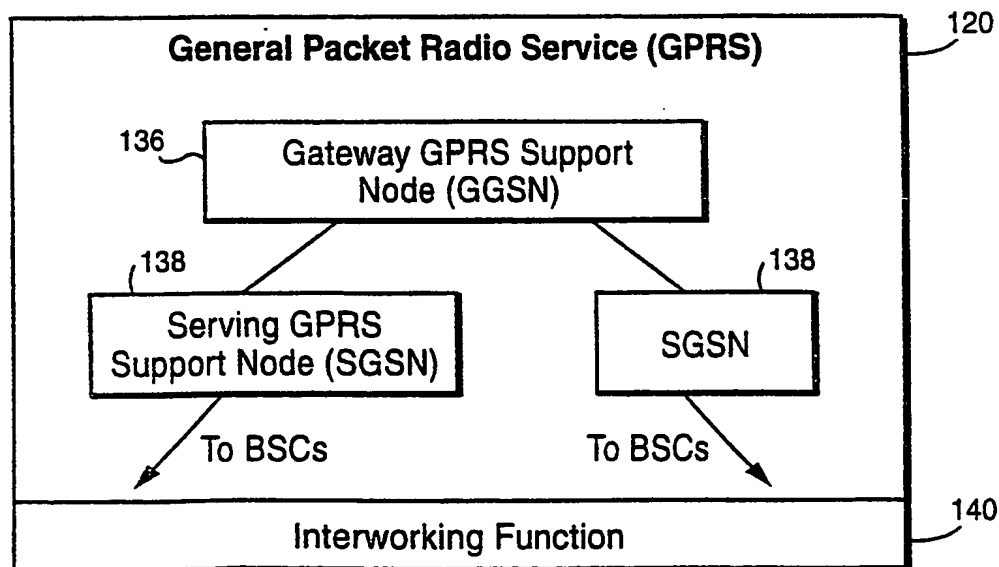 General Packet Radio Service (GPRS)
120
136
Gateway GPRS Support
Node (GGSN)
138
138
Serving GPRS
Support Node (SGSN)
SGSN
To BSCs
To BSCs
Interworking Function
140